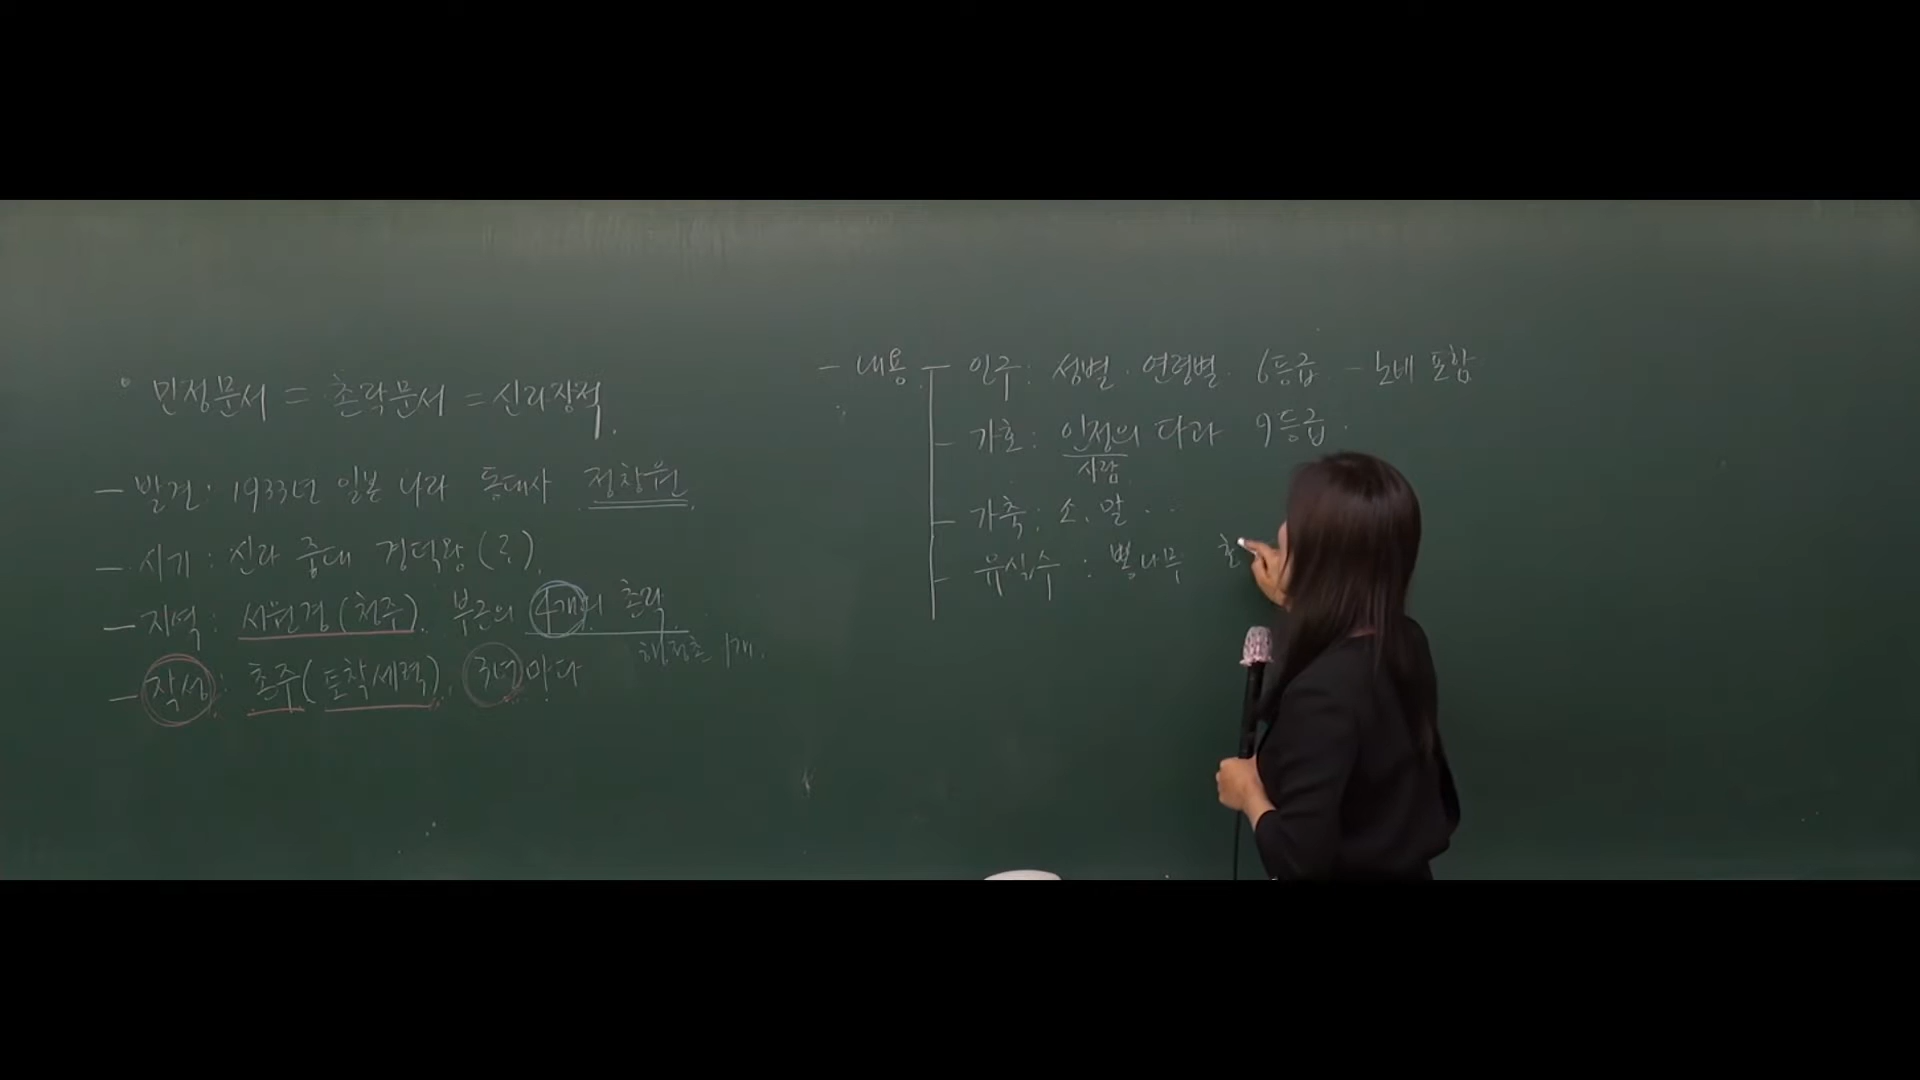 민정문서 = 촌락문서 = 신라장적.
- 발견: 1933년 일본 나라 동대사 정창원.
- 시기: 신라 중대 경덕왕(?).
- 지역: 서원경(청주). 부근의 4개의 촌락.
행정촌 1개.
- 작성: 촌주(토착세력). 3년마다
- 내용
인구: 성별·연령별 6등급 - 노비 포함
가호: 인정의 다과 9등급.
사람
가축: 소, 말...
유실수: 뽕나무 호